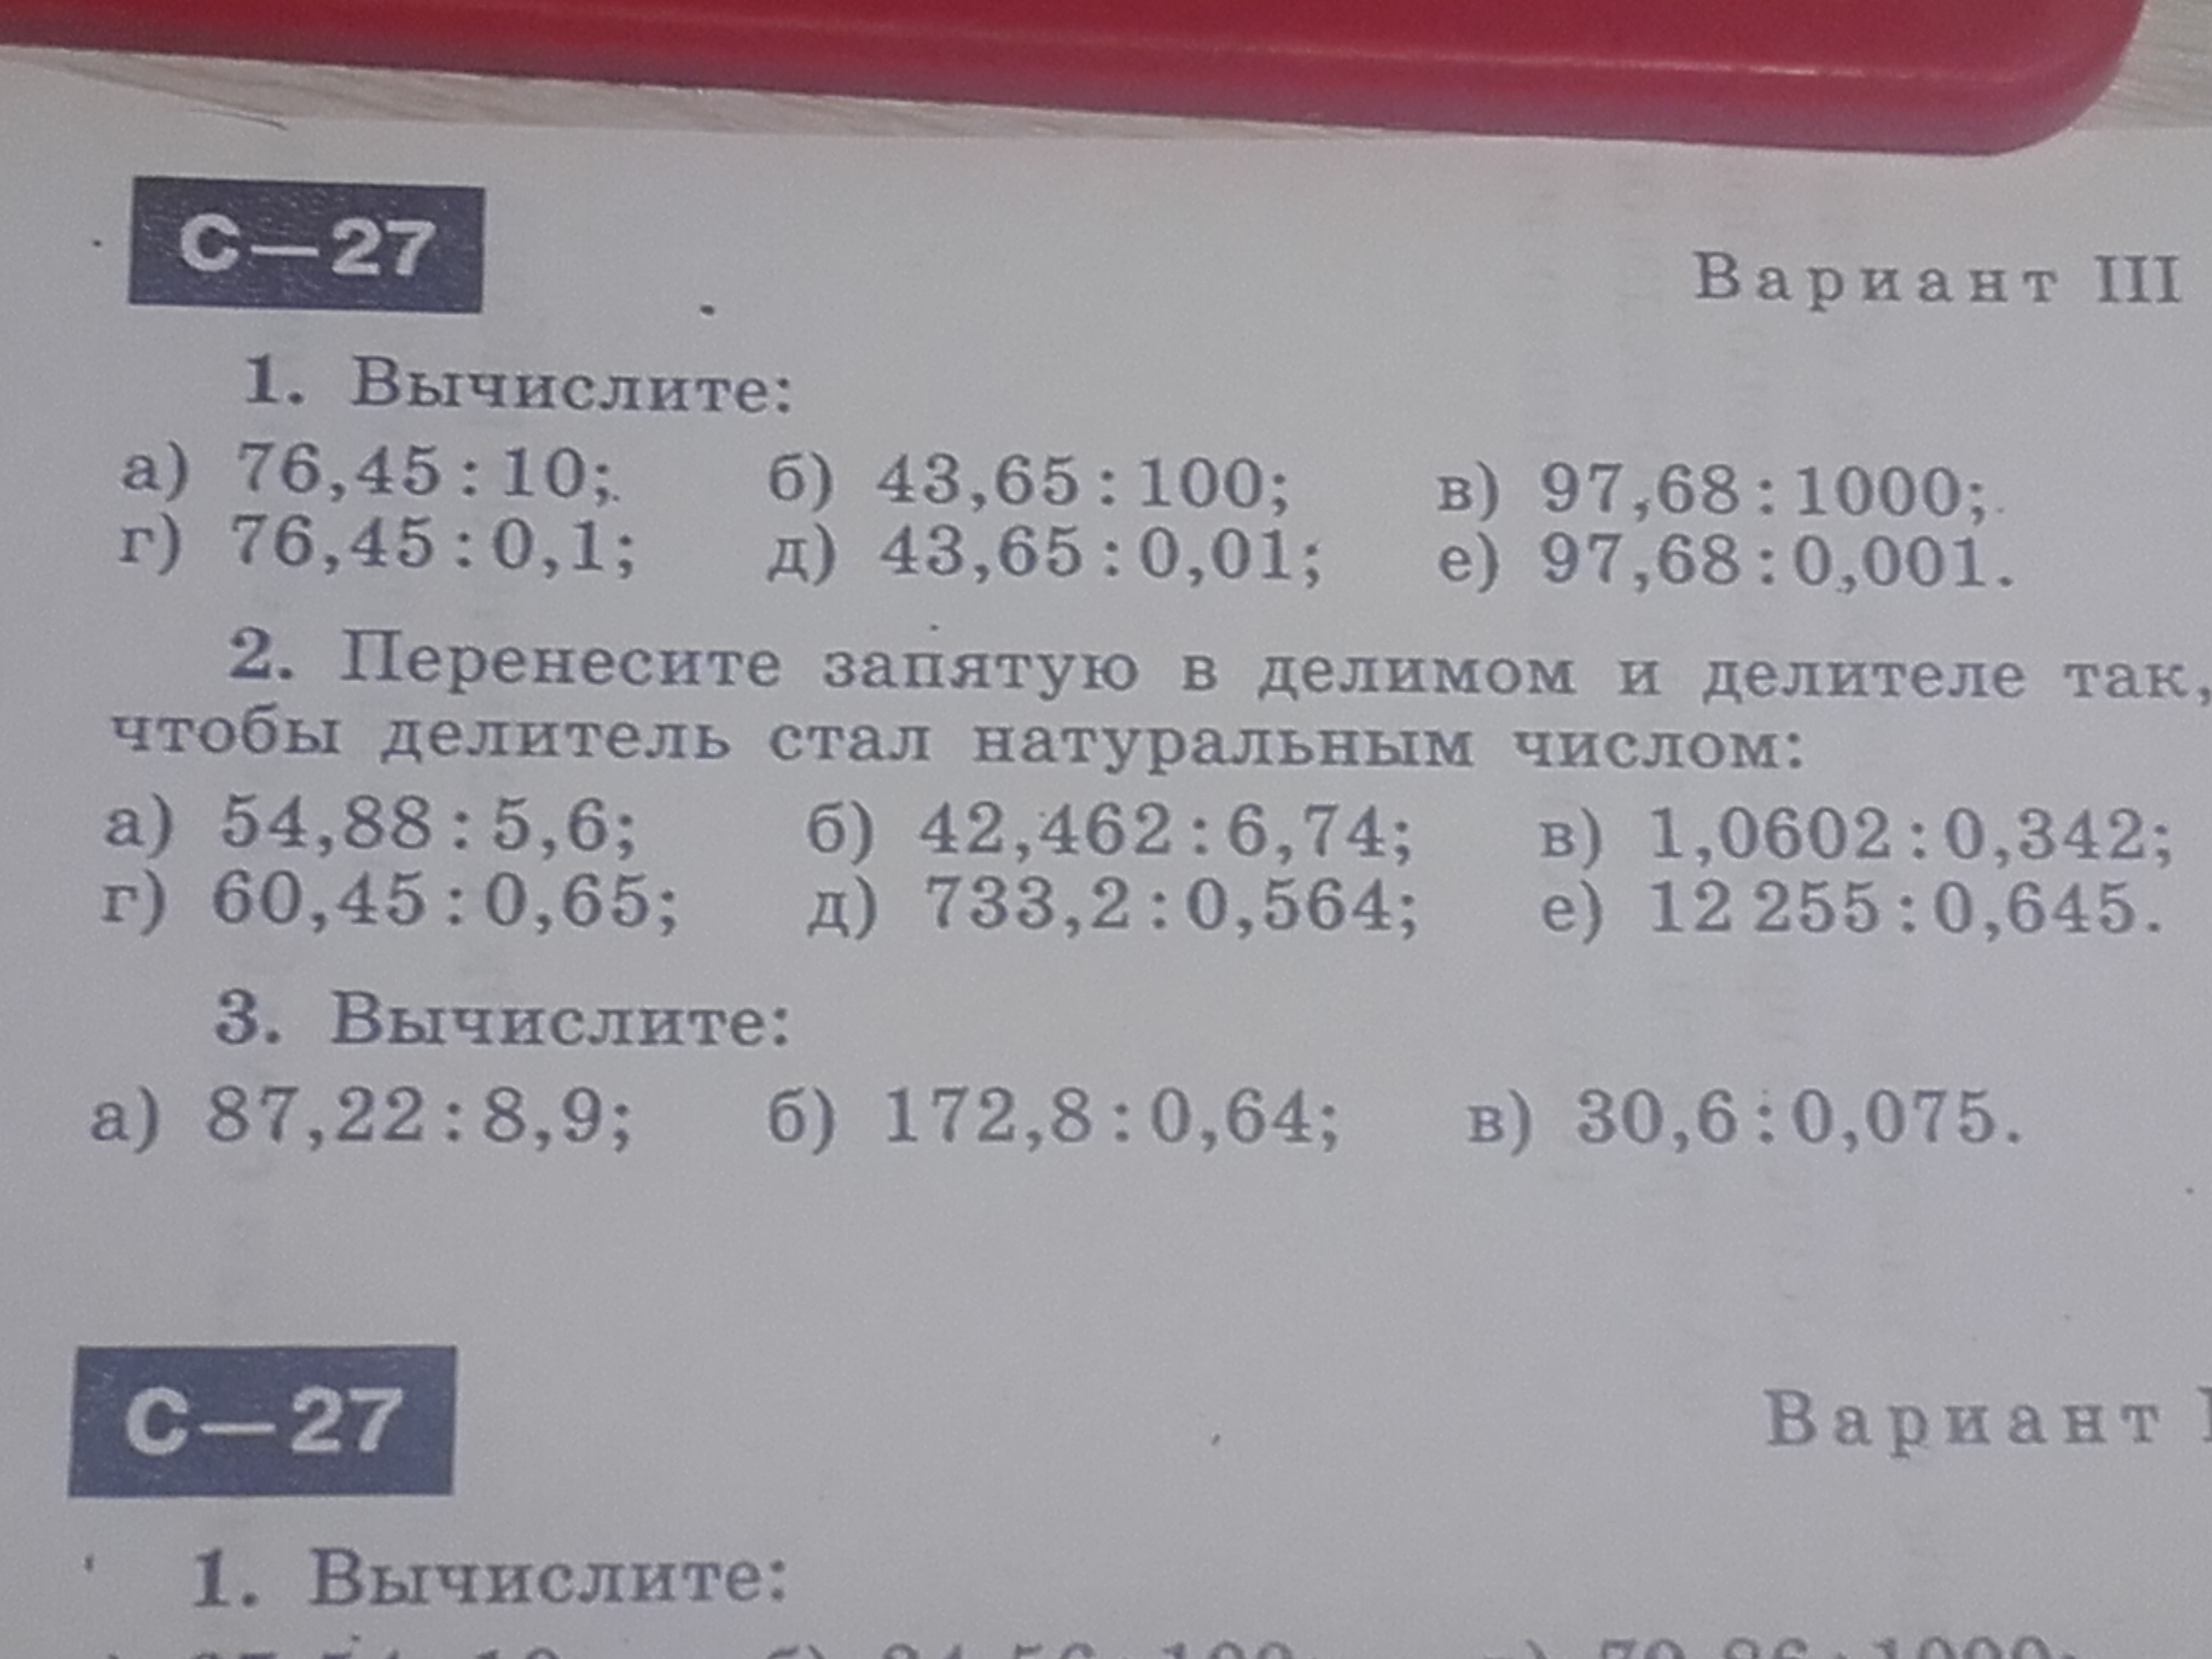 С—27
Вариант III
1. Вычислите:
а) 76,45 : 10; б) 43,65 : 100; в) 97,68 : 1000;
г) 76,45 : 0,1; д) 43,65 : 0,01; е) 97,68 : 0,001.
2. Перенесите запятую в делимом и делителе так,
чтобы делитель стал натуральным числом:
а) 54,88 : 5,6; б) 42,462 : 6,74; в) 1,0602 : 0,342;
г) 60,45 : 0,65; д) 733,2 : 0,564; е) 12 255 : 0,645.
3. Вычислите:
а) 87,22 : 8,9; б) 172,8 : 0,64; в) 30,6 : 0,075.
С—27
Вариант
1. Вычислите: